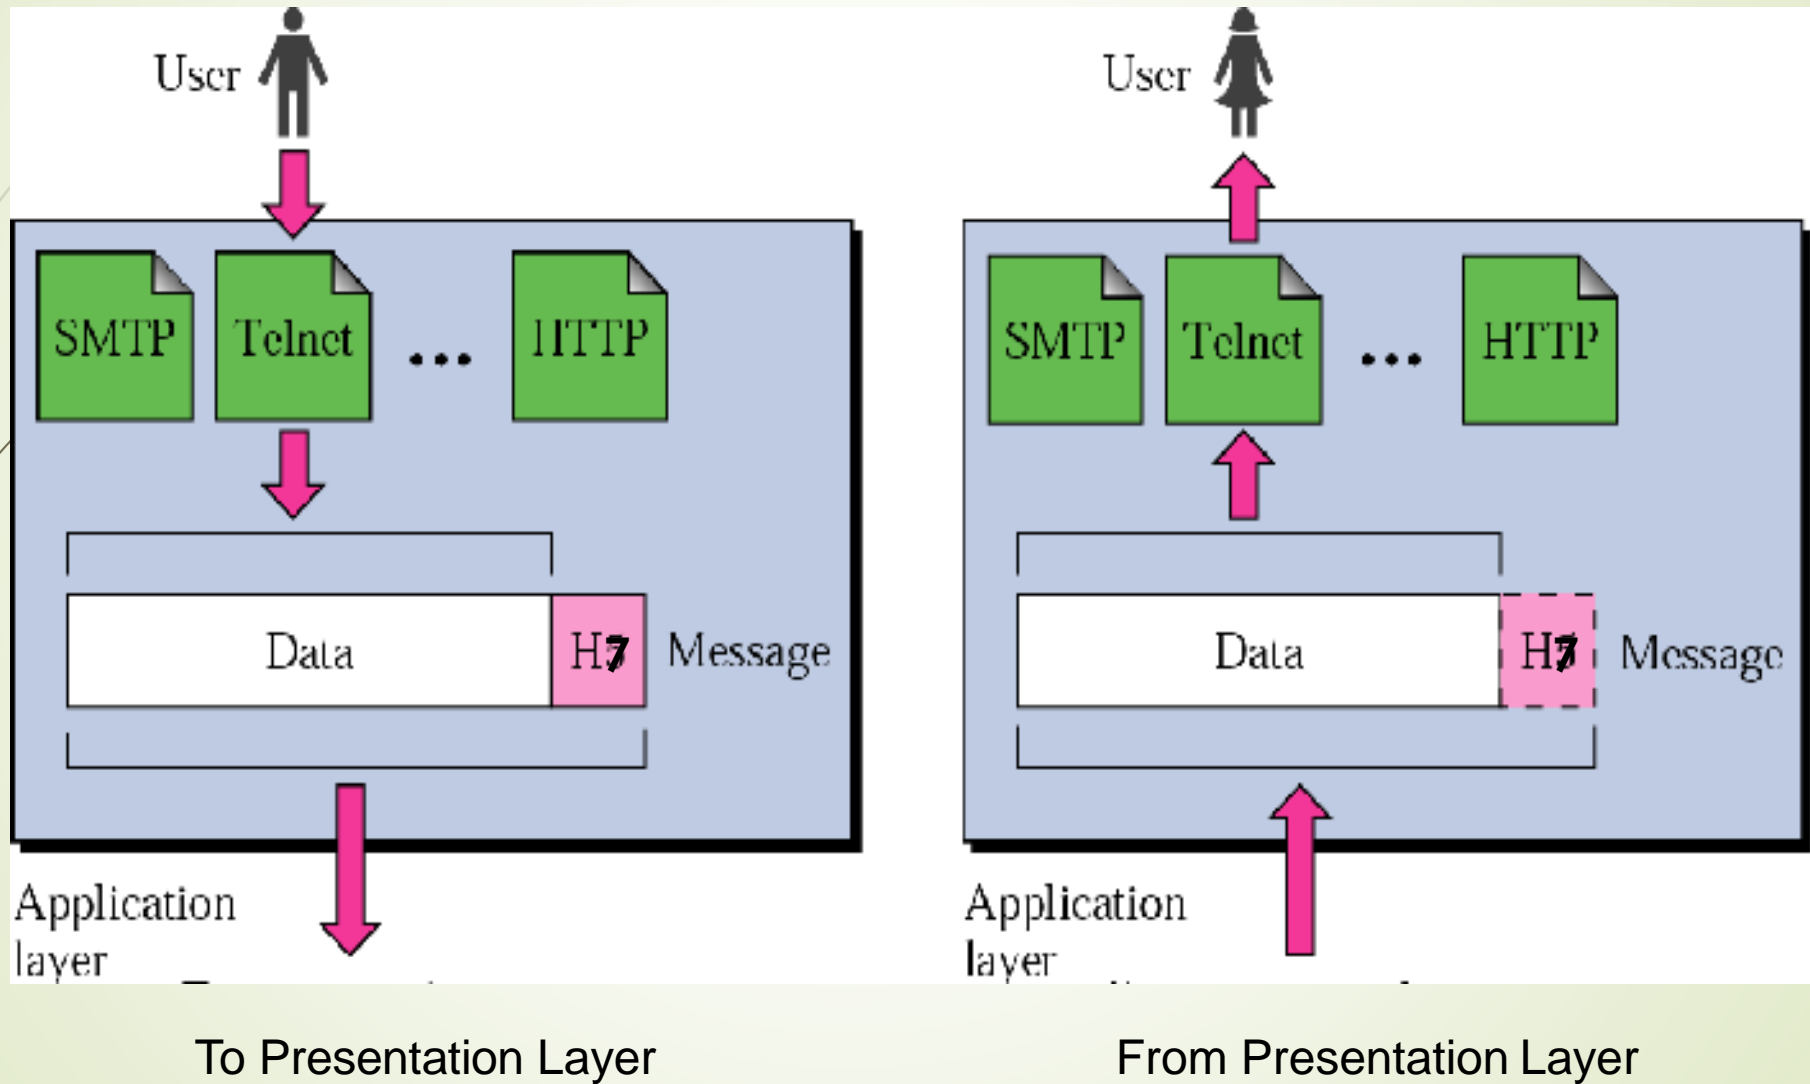 User
User
SMTP Telnet ... HTTP
SMTP Telnet ... HTTP
Data H7 Message
Data H7 Message
Application
layer
Application
layer
To Presentation Layer
From Presentation Layer